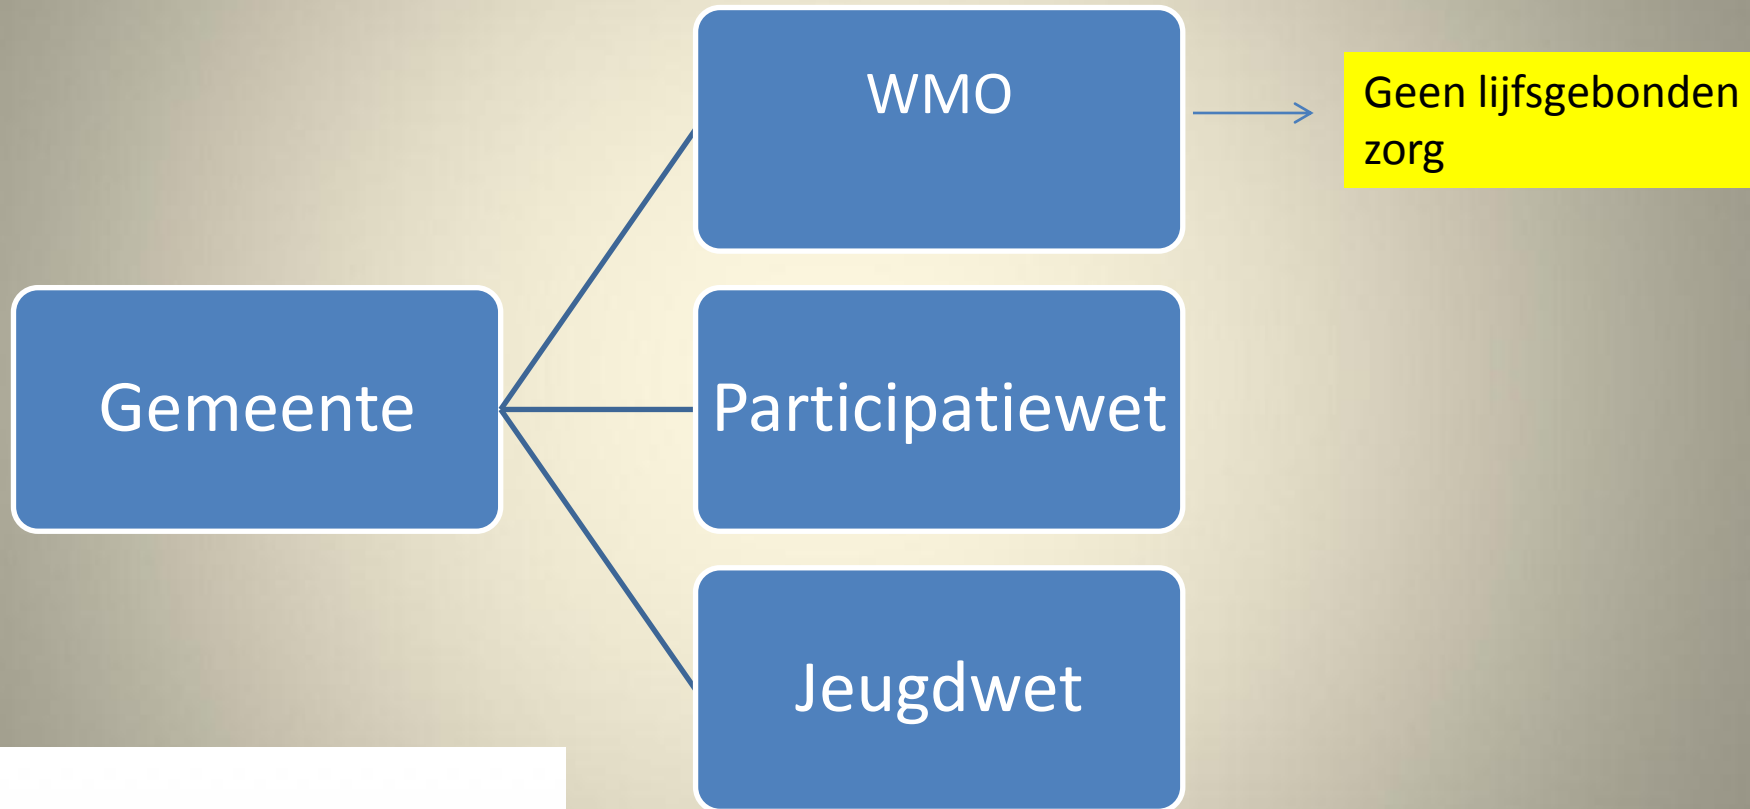 WMO
Geen lijfsgebonden
zorg
Gemeente
Participatiewet
Jeugdwet